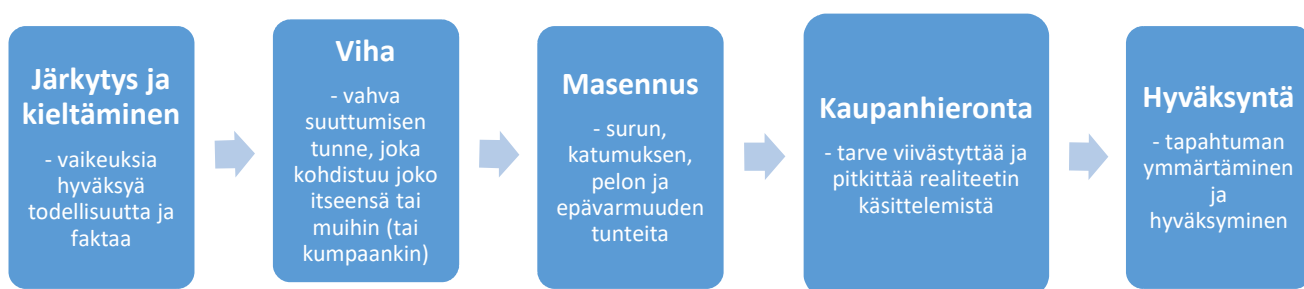 Järkytys ja
kieltäminen
- vaikeuksia
hyväksyä
todellisuutta ja
faktaa
Viha
- vahva
suuttumisen
tunne, joka
kohdistuu joko
itseensä tai
muihin (tai
kumpaankin)
Masennus
- surun,
katumuksen,
pelon ja
epävarmuuden
tunteita
Kaupanhieronta
- tarve viivästyttää ja
pitkittää realiteetin
käsittelemistä
Hyväksyntä
- tapahtuman
ymmärtäminen
ja
hyväksyminen